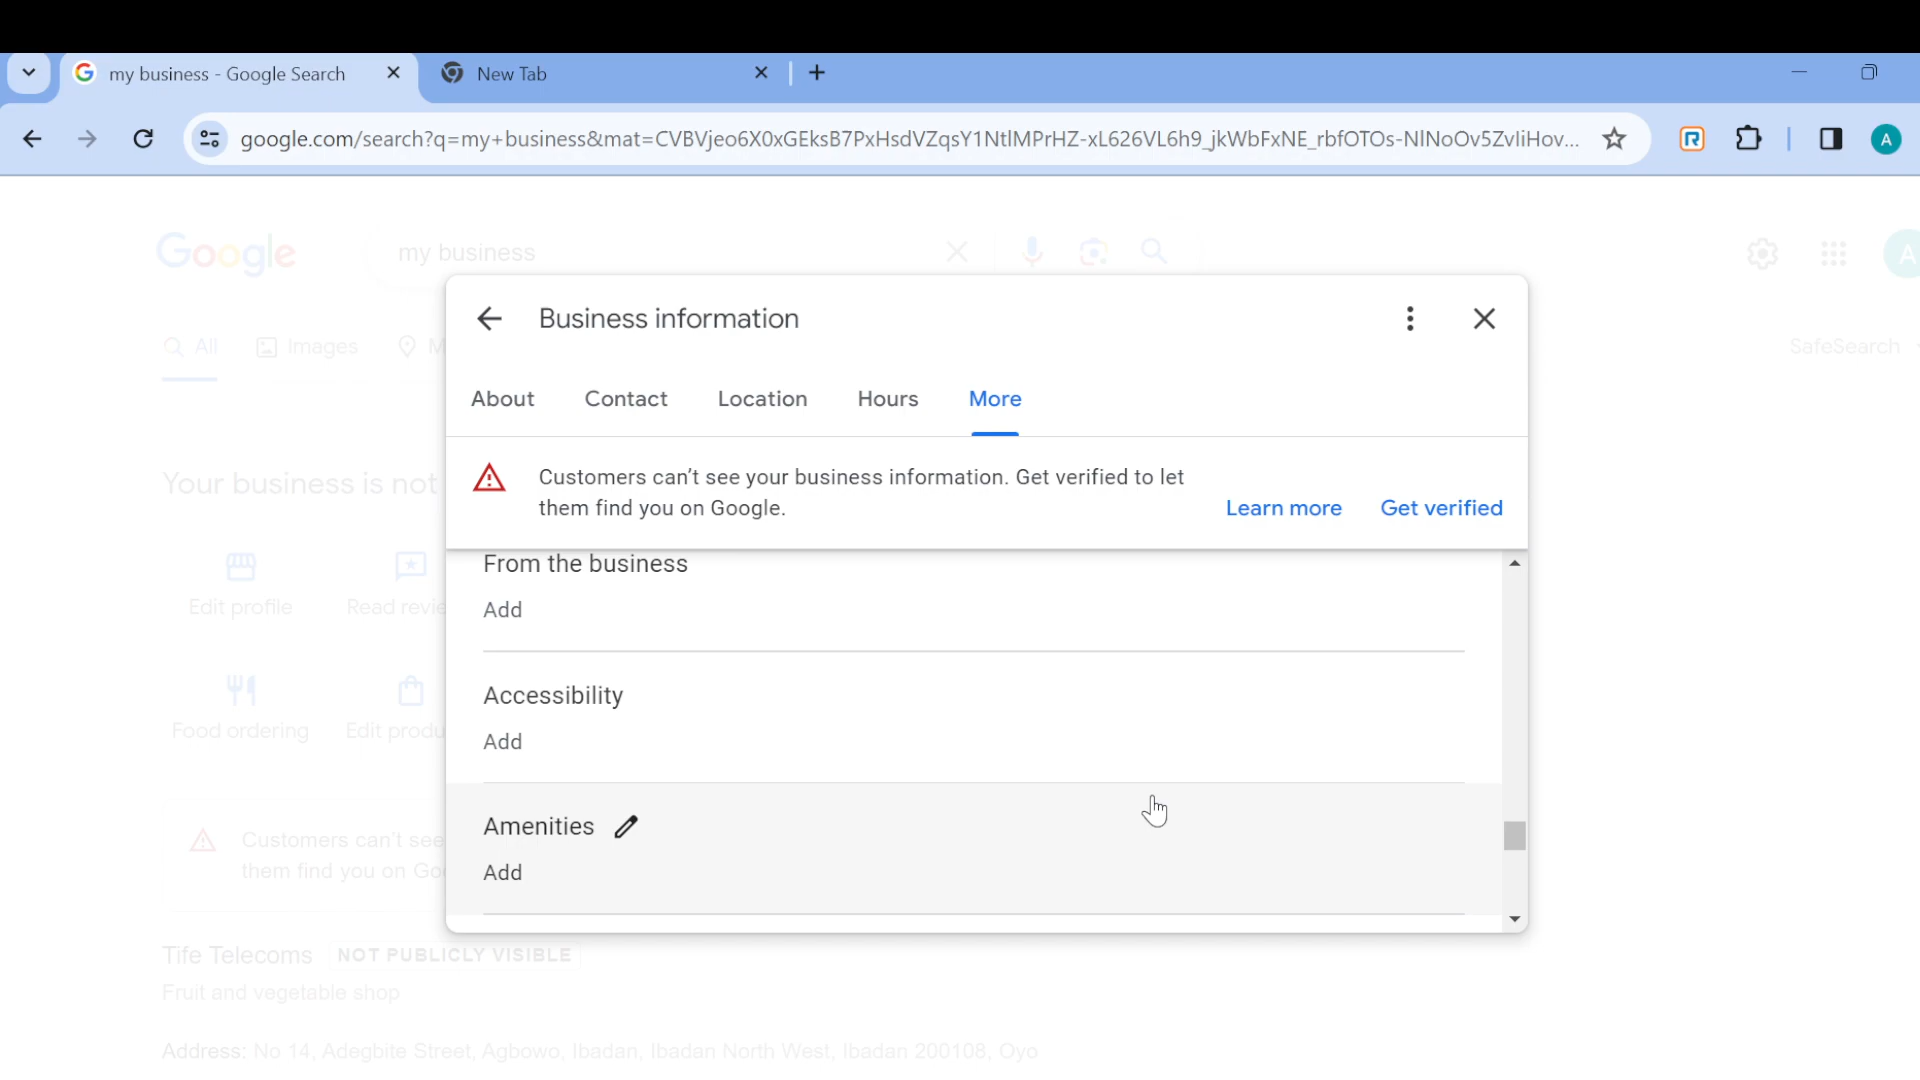 my business - Google Search
New Tab
google.com/search?q=my+business&mat=CVBVjeo6X0xGEksB7PxHsdVZqsY1NtlMPrHZ-xL626VL6h9_jkWbFxNE_rbfOTOs-NlNoOv5ZvliHov...
A
Google
my business
A
All
Images
M
SafeSearch
Business information
About
Contact
Location
Hours
More
Customers can't see your business information. Get verified to let
them find you on Google.
Learn more
Get verified
Your business is not
Edit profile
Read revie
Food ordering
Edit produ
From the business
Add
Accessibility
Add
Amenities
Add
Customers can't see
them find you on Goo
Tife Telecoms
NOT PUBLICLY VISIBLE
Fruit and vegetable shop
Address: No 14, Adegbite Street, Agbowo, Ibadan, Ibadan North West, Ibadan 200108, Oyo